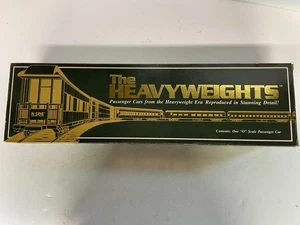 The
HEAVYWEIGHTS
Passenger Cars from the Heavyweight Era Reproduced in Stunning Detail!
Contents: One "O" Scale Passenger Car